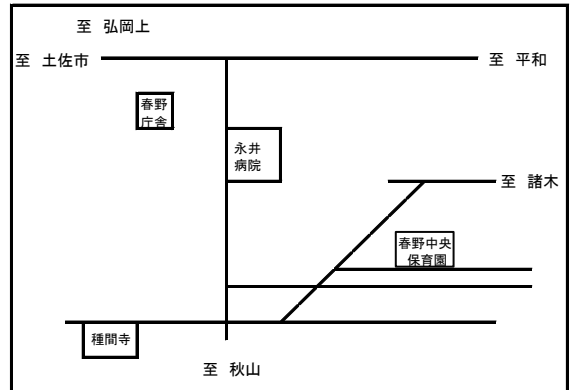 至 弘岡上
至 土佐市
至 平和
春野
庁舎
永井
病院
至 諸木
春野中央
保育園
種間寺
至 秋山